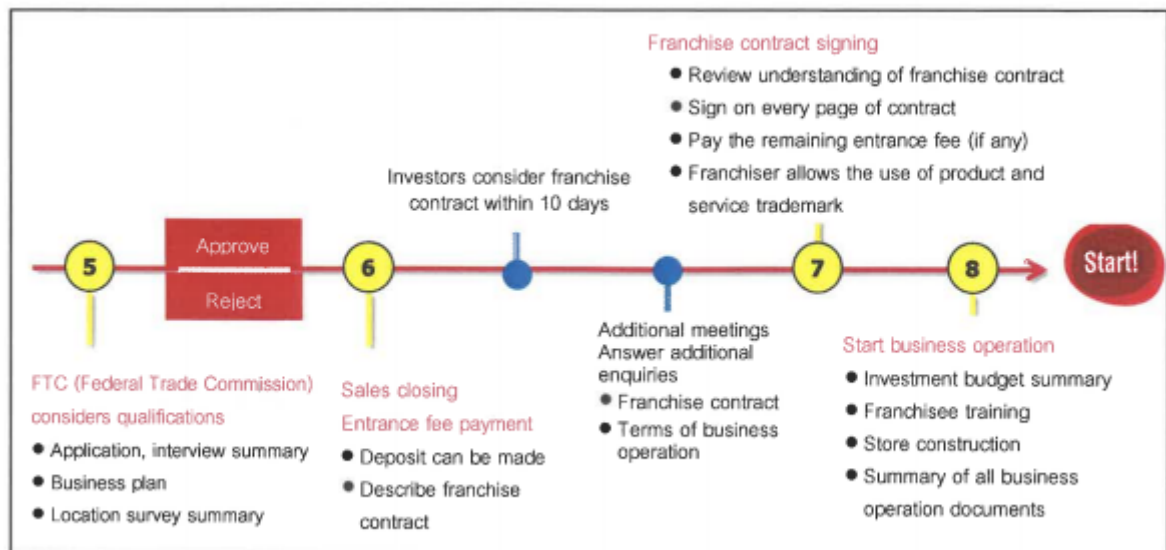 Franchise contract signing
● Review understanding of franchise contract
● Sign on every page of contract
● Pay the remaining entrance fee (if any)
● Franchiser allows the use of product and
service trademark
Investors consider franchise
contract within 10 days
5
Approve
Reject
6
7
8
Start!
FTC (Federal Trade Commission)
considers qualifications
● Application, interview summary
● Business plan
● Location survey summary
Sales closing
Entrance fee payment
● Deposit can be made
● Describe franchise
contract
Additional meetings
Answer additional
enquiries
● Franchise contract
● Terms of business
operation
Start business operation
● Investment budget summary
● Franchisee training
● Store construction
● Summary of all business
operation documents